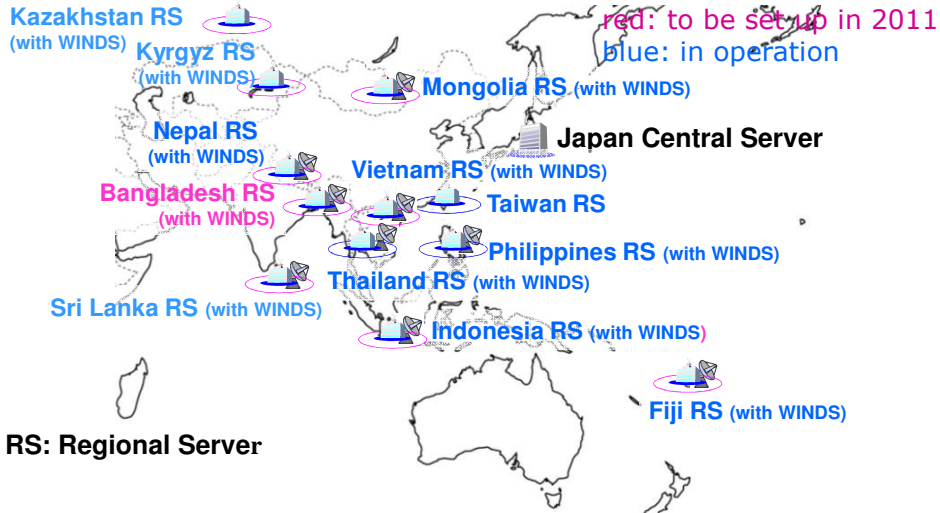 Kazakhstan RS
(with WINDS)
red: to be set up in 2011
blue: in operation
Kyrgyz RS
(with WINDS)
Mongolia RS (with WINDS)
Nepal RS
(with WINDS)
Japan Central Server
Vietnam RS (with WINDS)
Bangladesh RS
(with WINDS)
Taiwan RS
Philippines RS (with WINDS)
Thailand RS (with WINDS)
Sri Lanka RS (with WINDS)
Indonesia RS (with WINDS)
Fiji RS (with WINDS)
RS: Regional Server